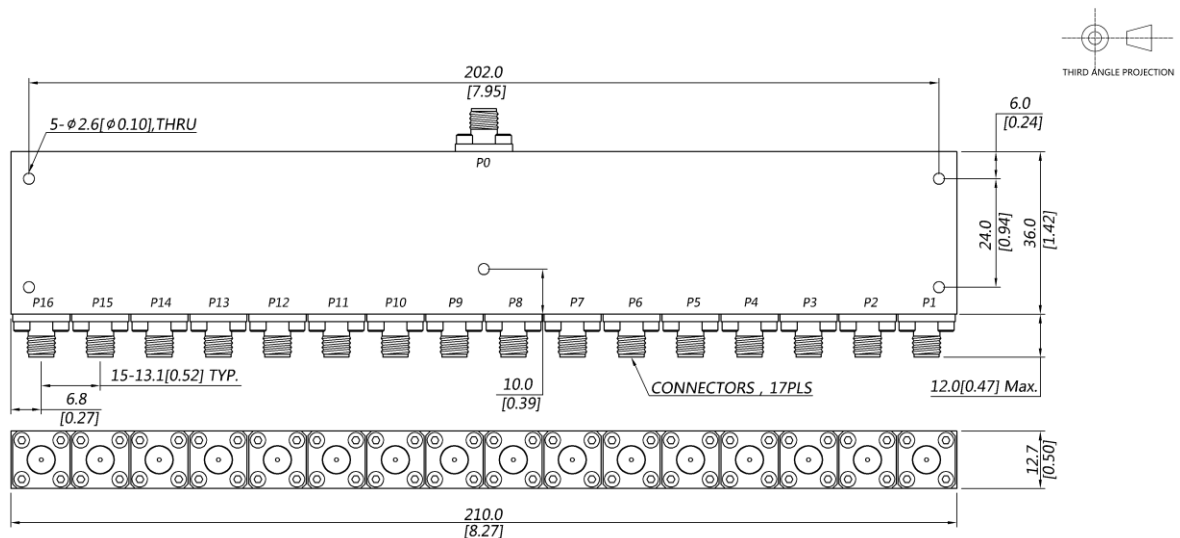 THIRD ANGLE PROJECTION
202.0
[7.95]
6.0
[0.24]
5-ϕ2.6[ϕ0.10],THRU
P0
24.0
[0.94]
36.0
[1.42]
P16 P15 P14 P13 P12 P11 P10 P9 P8 P7 P6 P5 P4 P3 P2 P1
15-13.1[0.52] TYP.
10.0
[0.39]
CONNECTORS , 17PLS
12.0[0.47] Max.
6.8
[0.27]
12.7
[0.50]
210.0
[8.27]